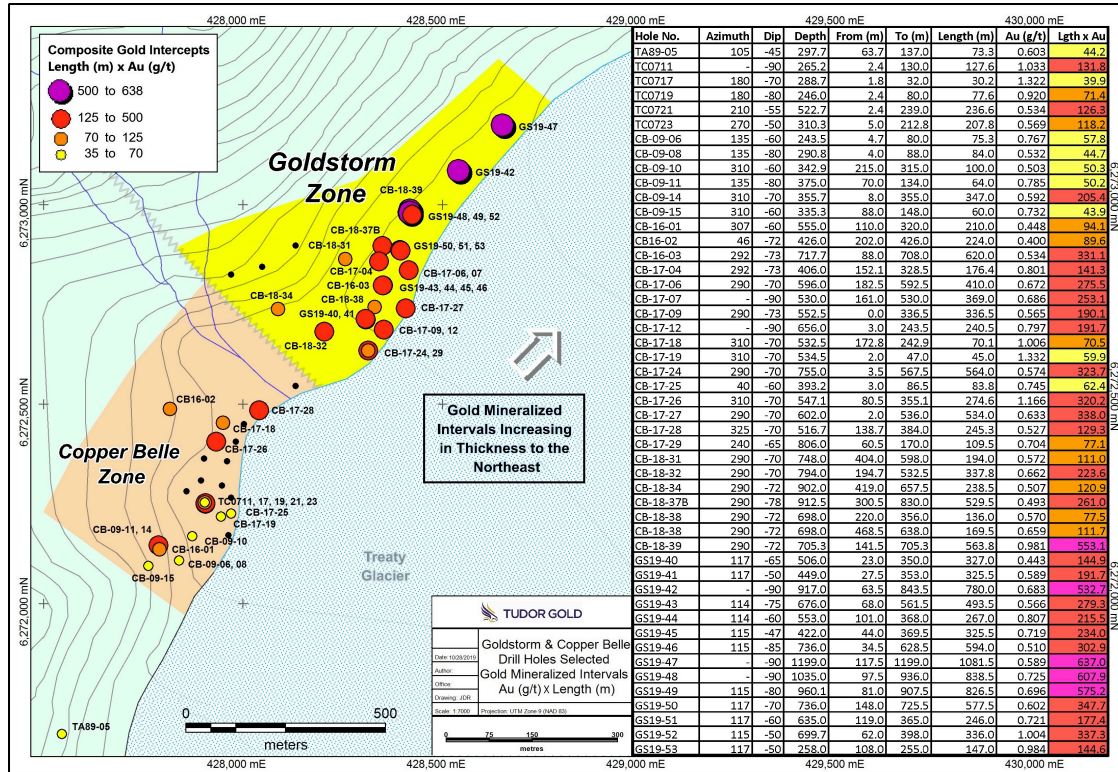 428,000 mE
428,500 mE
429,000 mE
429,500 mE
430,000 mE
Composite Gold Intercepts
Length (m) x Au (g/t)
500 to 638
125 to 500
70 to 125
35 to 70
Goldstorm
Zone
GS19-47
GS19-42
CB-18-39
GS19-48, 49, 52
CB-18-37B
CB-18-31
GS19-50, 51, 53
CB-17-04
CB-17-06, 07
CB-16-03
GS19-43, 44, 45, 46
CB-18-34
CB-18-38
CB-17-27
GS19-40, 41
CB-17-09, 12
CB-18-32
CB-17-24, 29
Gold Mineralized
Intervals Increasing
in Thickness to the
Northeast
CB16-02
CB-17-28
CB-17-18
CB-17-26
Copper Belle
Zone
TC0711, 17, 19, 21, 23
CB-17-25
CB-17-19
CB-09-11, 14
CB-09-10
CB-16-01
CB-09-06, 08
CB-09-15
Treaty
Glacier
TA89-05
6,273,000 mN
6,272,500 mN
6,272,000 mN
0 500
meters
TUDOR GOLD
Goldstorm & Copper Belle
Drill Holes Selected
Gold Mineralized Intervals
Au (g/t) x Length (m)
Date: 10/28/2019
Author:
Office:
Drawing: JDR
Scale: 1:7000 Projection: UTM Zone 9 (NAD 83)
0 75 150 300
metres
Hole No. Azimuth Dip Depth From (m) To (m) Length (m) Au (g/t) Lgth x Au
TA89-05 105 -45 297.7 63.7 137.0 73.3 0.603 44.2
TC0711 - -90 265.2 2.4 130.0 127.6 1.033 131.8
TC0717 180 -70 288.7 1.8 32.0 30.2 1.322 39.9
TC0719 180 -80 246.0 2.4 80.0 77.6 0.920 71.4
TC0721 210 -55 522.7 2.4 239.0 236.6 0.534 126.3
TC0723 270 -50 310.3 5.0 212.8 207.8 0.569 118.2
CB-09-06 135 -60 243.5 4.7 80.0 75.3 0.767 57.8
CB-09-08 135 -80 290.8 4.0 88.0 84.0 0.532 44.7
CB-09-10 310 -60 342.9 215.0 315.0 100.0 0.503 50.3
CB-09-11 135 -80 375.0 70.0 134.0 64.0 0.785 50.2
CB-09-14 310 -70 355.7 8.0 355.0 347.0 0.592 205.4
CB-09-15 310 -60 335.3 88.0 148.0 60.0 0.732 43.9
CB-16-01 307 -60 555.0 110 320.0 210.0 0.448 94.1
CB16-02 46 -72 426.0 202.0 426.0 224.0 0.400 89.6
CB-16-03 292 -73 717.7 88.0 708.0 620.0 0.534 331.1
CB-17-04 292 -73 406.0 152.1 328.5 176.4 0.801 141.3
CB-17-06 290 -70 596.0 182.5 592.5 410.0 0.672 275.5
CB-17-07 - -90 530.0 161.0 530.0 369.0 0.686 253.1
CB-17-09 290 -73 552.5 0.0 336.5 336.5 0.565 190.1
CB-17-12 - -90 656.0 3.0 243.5 240.5 0.797 191.7
CB-17-18 310 -70 532.5 172.8 242.9 70.1 1.006 70.5
CB-17-19 310 -70 534.5 2.0 47.0 45.0 1.332 59.9
CB-17-24 290 -70 755.0 3.5 567.5 564.0 0.574 323.7
CB-17-25 40 -60 393.2 3.0 86.5 83.8 0.745 62.4
CB-17-26 310 -70 547.1 80.5 355.1 274.6 1.166 320.2
CB-17-27 290 -70 602.0 2.0 536.0 534.0 0.633 338.0
CB-17-28 325 -70 516.7 138.7 384.0 245.3 0.527 129.3
CB-17-29 240 -65 806.0 60.5 170.0 109.5 0.704 77.1
CB-18-31 290 -70 748.0 404.0 598.0 194.0 0.572 111.0
CB-18-32 290 -70 794.0 194.7 532.5 337.8 0.662 223.6
CB-18-34 290 -72 902.0 419.0 657.5 238.5 0.507 120.9
CB-18-37B 290 -78 912.5 300.5 830.0 529.5 0.493 261.0
CB-18-38 290 -72 698.0 220.0 356.0 136.0 0.570 77.5
CB-18-38 290 -72 698.0 468.5 638.0 169.5 0.659 111.7
CB-18-39 290 -72 705.3 141.5 705.3 563.8 0.981 553.1
GS19-40 117 -65 506.0 23.0 350.0 327.0 0.443 144.9
GS19-41 117 -50 449.0 27.5 353.0 325.5 0.589 191.7
GS19-42 - -90 917.0 63.5 843.5 780.0 0.683 532.7
GS19-43 114 -75 676.0 68.0 561.5 493.5 0.566 279.3
GS19-44 114 -60 553.0 101.0 368.0 267.0 0.807 215.5
GS19-45 115 -47 422.0 44.0 369.5 325.5 0.719 234.0
GS19-46 115 -85 736.0 34.5 628.5 594.0 0.510 302.9
GS19-47 - -90 1199.0 117.5 1199.0 1081.5 0.589 637.0
GS19-48 - -90 1035.0 97.5 936.0 838.5 0.725 607.9
GS19-49 115 -80 960.1 81.0 907.5 826.5 0.696 575.2
GS19-50 117 -70 736.0 148.0 725.5 577.5 0.602 347.7
GS19-51 117 -60 635.0 119.0 365.0 246.0 0.721 177.4
GS19-52 115 -50 699.7 62.0 398.0 336.0 1.004 337.3
GS19-53 117 -50 258.0 108.0 255.0 147.0 0.984 144.6
6,273,000 mN
6,272,500 mN
6,272,000 mN
428,000 mE
428,500 mE
429,000 mE
429,500 mE
430,000 mE